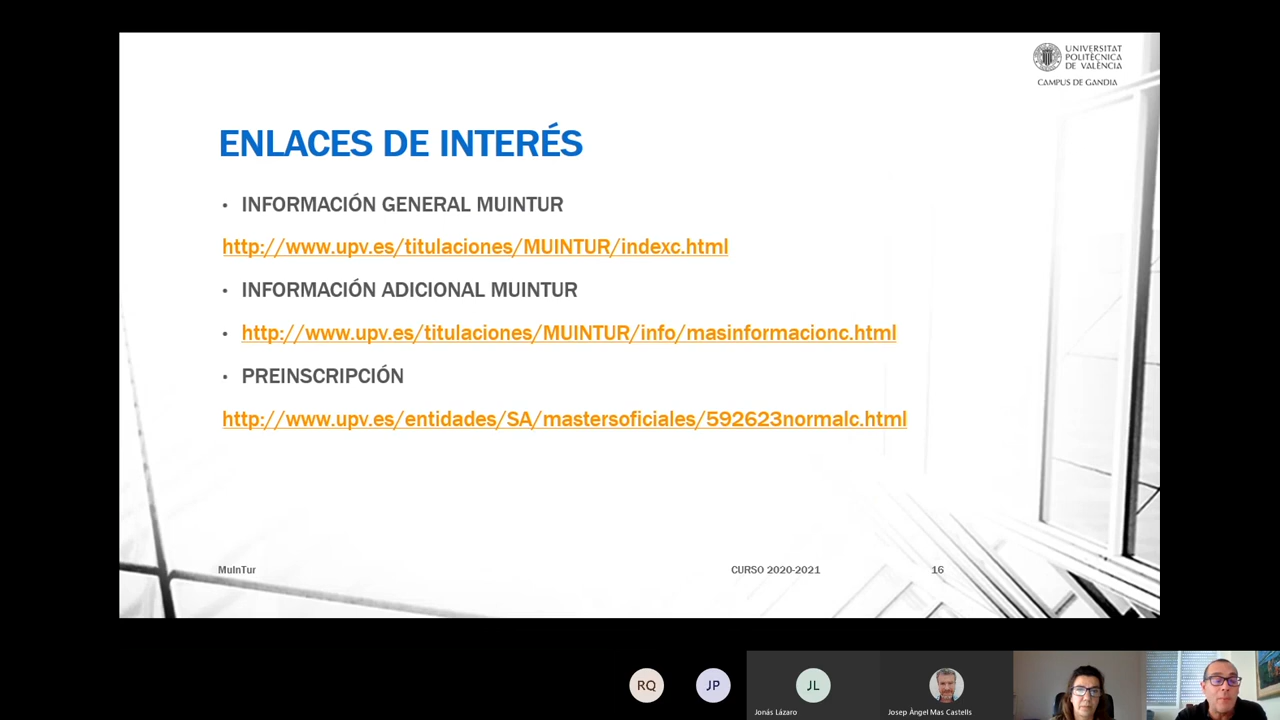 UNIVERSITAT
POLITÈCNICA
DE VALÈNCIA
CAMPUS DE GANDIA
ENLACES DE INTERÉS
• INFORMACIÓN GENERAL MUINTUR
http://www.upv.es/titulaciones/MUINTUR/indexc.html
• INFORMACIÓN ADICIONAL MUINTUR
• http://www.upv.es/titulaciones/MUINTUR/info/masinformacionc.html
• PREINSCRIPCIÓN
http://www.upv.es/entidades/SA/mastersoficiales/592623normalc.html
MuInTur CURSO 2020-2021 16
RQ JP JL
Jonás Lázaro Josep Àngel Mas Castells